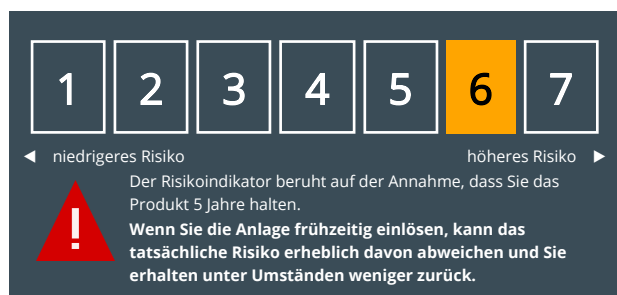 1 2 3 4 5 6 7
niedrigeres Risiko höheres Risiko
Der Risikoindikator beruht auf der Annahme, dass Sie das
Produkt 5 Jahre halten.
Wenn Sie die Anlage frühzeitig einlösen, kann das
tatsächliche Risiko erheblich davon abweichen und Sie
erhalten unter Umständen weniger zurück.
!